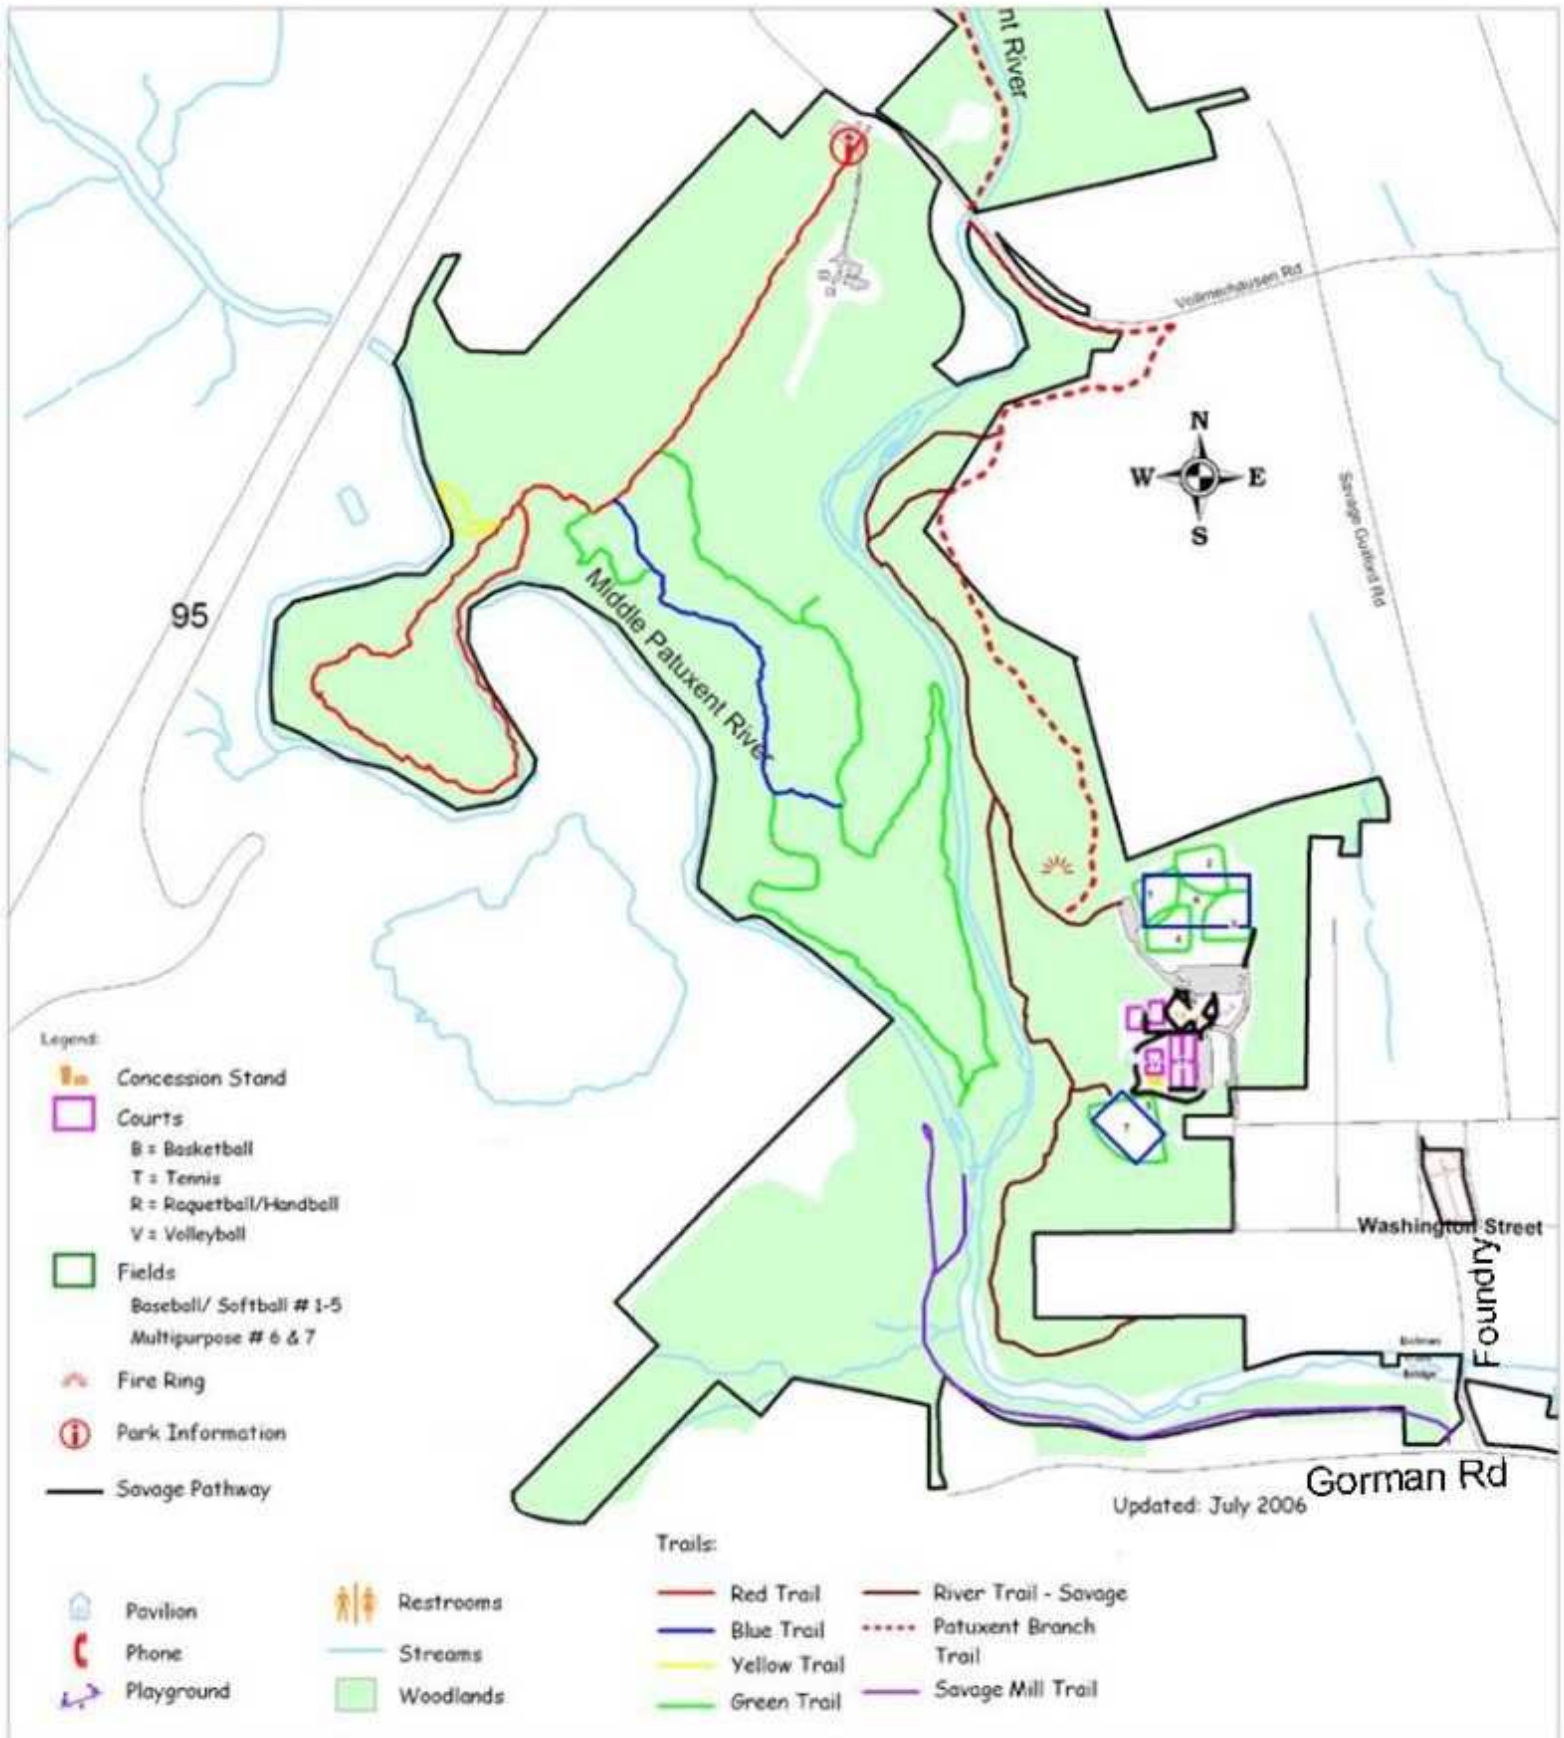 nt River
Vollmerhausen Rd
N
W E
S
Savage Guilford Rd
95
Middle Patuxent River
Washington Street
Foundry
Bridge
Gorman Rd
Updated: July 2006
Legend:
Concession Stand
Courts
B = Basketball
T = Tennis
R = Raquetball/Handball
V = Volleyball
Fields
Baseball/ Softball # 1-5
Multipurpose # 6 & 7
Fire Ring
Park Information
Savage Pathway
Pavilion
Phone
Playground
Restrooms
Streams
Woodlands
Trails:
Red Trail
Blue Trail
Yellow Trail
Green Trail
River Trail - Savage
Patuxent Branch
Trail
Savage Mill Trail